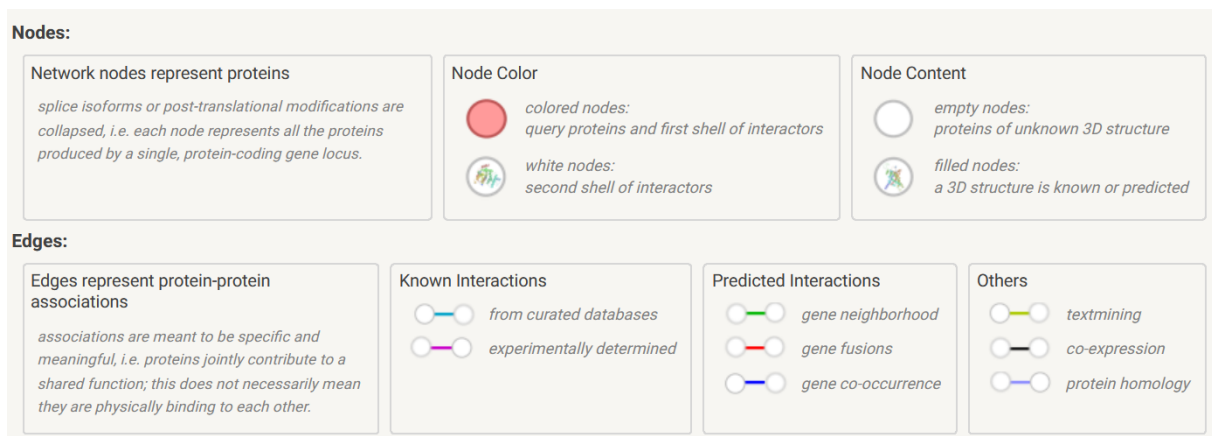 Nodes:
Network nodes represent proteins
splice isoforms or post-translational modifications are
collapsed, i.e. each node represents all the proteins
produced by a single, protein-coding gene locus.
Node Color
colored nodes:
query proteins and first shell of interactors
white nodes:
second shell of interactors
Node Content
empty nodes:
proteins of unknown 3D structure
filled nodes:
a 3D structure is known or predicted
Edges:
Edges represent protein-protein
associations
associations are meant to be specific and
meaningful, i.e. proteins jointly contribute to a
shared function; this does not necessarily mean
they are physically binding to each other.
Known Interactions
from curated databases
experimentally determined
Predicted Interactions
gene neighborhood
gene fusions
gene co-occurrence
Others
textmining
co-expression
protein homology